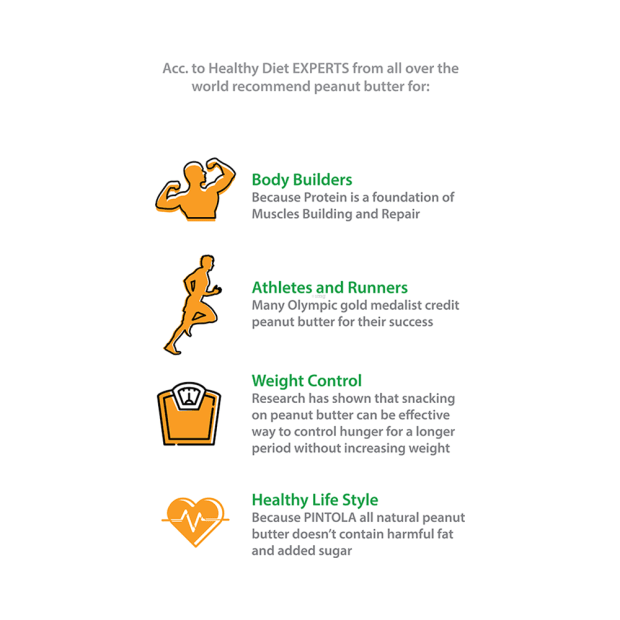 Acc. to Healthy Diet EXPERTS from all over the
world recommend peanut butter for:
Body Builders
Because Protein is a foundation of
Muscles Building and Repair
Athletes and Runners
Many Olympic gold medalist credit
peanut butter for their success
Weight Control
Research has shown that snacking
on peanut butter can be effective
way to control hunger for a longer
period without increasing weight
Healthy Life Style
Because PINTOLA all natural peanut
butter doesn't contain harmful fat
and added sugar